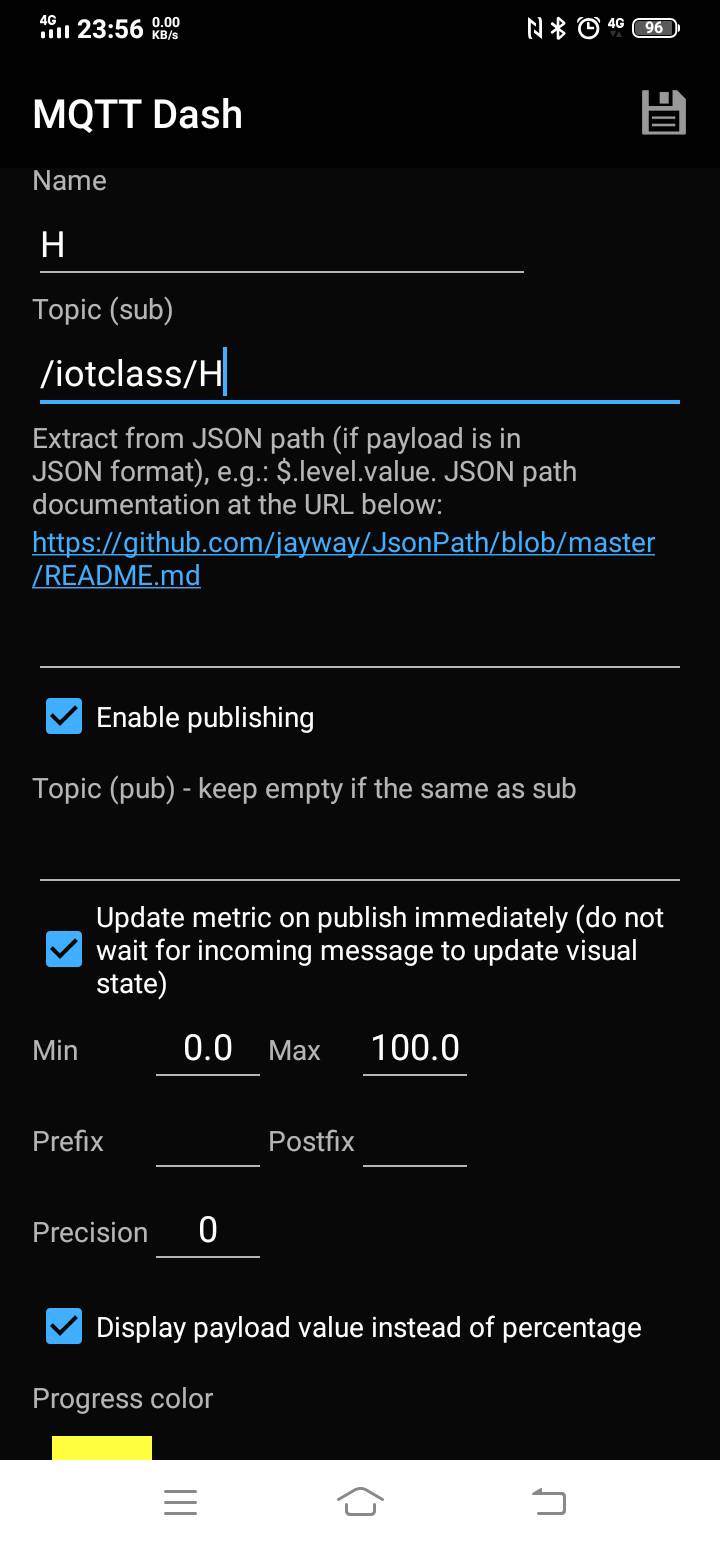 4G 23:56 0.00 KB/s 4G 96
MQTT Dash
Name
H
Topic (sub)
/iotclass/H
Extract from JSON path (if payload is in
JSON format), e.g.: $.level.value. JSON path
documentation at the URL below:
https://github.com/jayway/JsonPath/blob/master
/README.md
Enable publishing
Topic (pub) - keep empty if the same as sub
Update metric on publish immediately (do not
wait for incoming message to update visual
state)
Min 0.0 Max 100.0
Prefix Postfix
Precision 0
Display payload value instead of percentage
Progress color